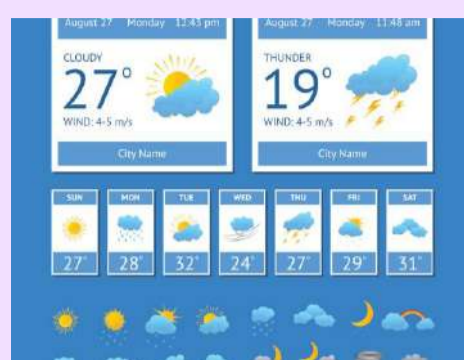 August 27 Monday 12:43 pm
CLOUDY
27°
WIND: 4-5 m/s
City Name
August 27 Monday 11:48 am
THUNDER
19°
WIND: 4-5 m/s
City Name
SUN MON TUE WED THU FRI SAT
27° 28° 32° 24° 27° 29° 31°